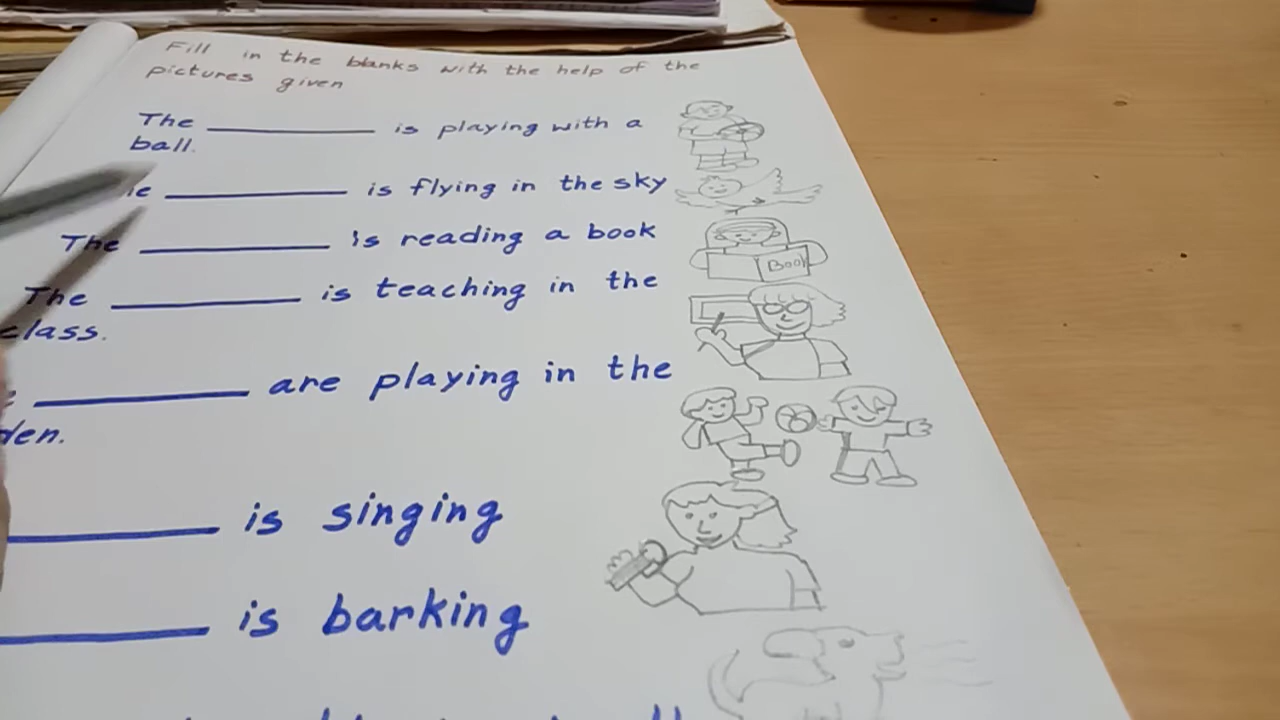 Fill in the blanks with the help of the
pictures given
The ____________ is playing with a
ball.
____________ is flying in the sky
The ____________ is reading a book
Book
The ____________ is teaching in the
class.
____________ are playing in the
____________ is singing
____________ is barking